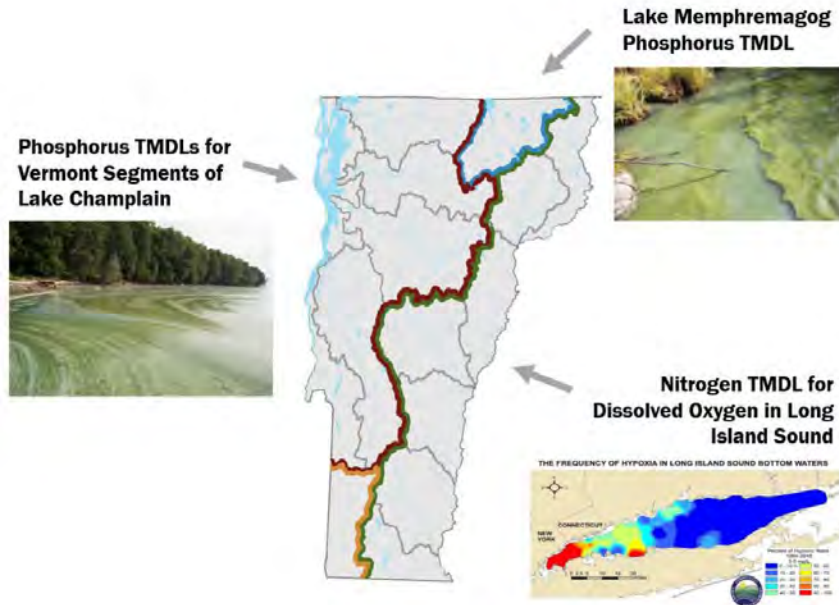 Lake Memphremagog
Phosphorus TMDL
Phosphorus TMDLs for
Vermont Segments of
Lake Champlain
Nitrogen TMDL for
Dissolved Oxygen in Long
Island Sound
THE FREQUENCY OF HYPOXIA IN LONG ISLAND SOUND BOTTOM WATERS
CONNECTICUT
NEW
YORK